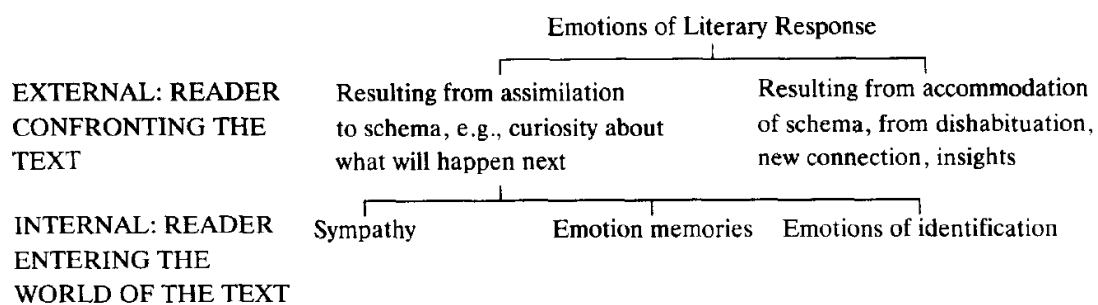 Emotions of Literary Response
EXTERNAL: READER
CONFRONTING THE
TEXT
Resulting from assimilation
to schema, e.g., curiosity about
what will happen next
Resulting from accommodation
of schema, from dishabituation,
new connection, insights
INTERNAL: READER
ENTERING THE
WORLD OF THE TEXT
Sympathy
Emotion memories
Emotions of identification